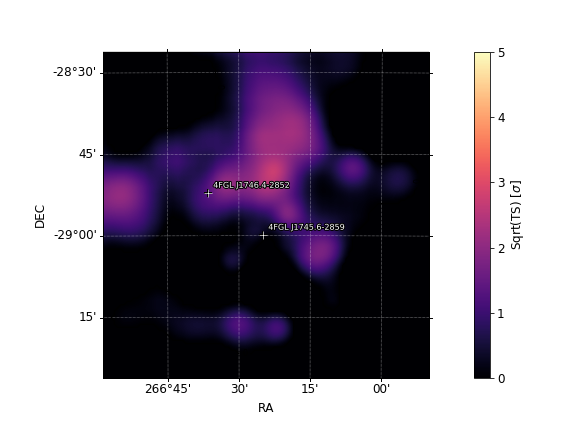 -28°30'
45'
-29°00'
15'
DEC
266°45'
30'
15'
00'
RA
4FGL J1746.4-2852
4FGL J1745.6-2859
5
4
3
2
1
0
Sqrt(TS) [σ]